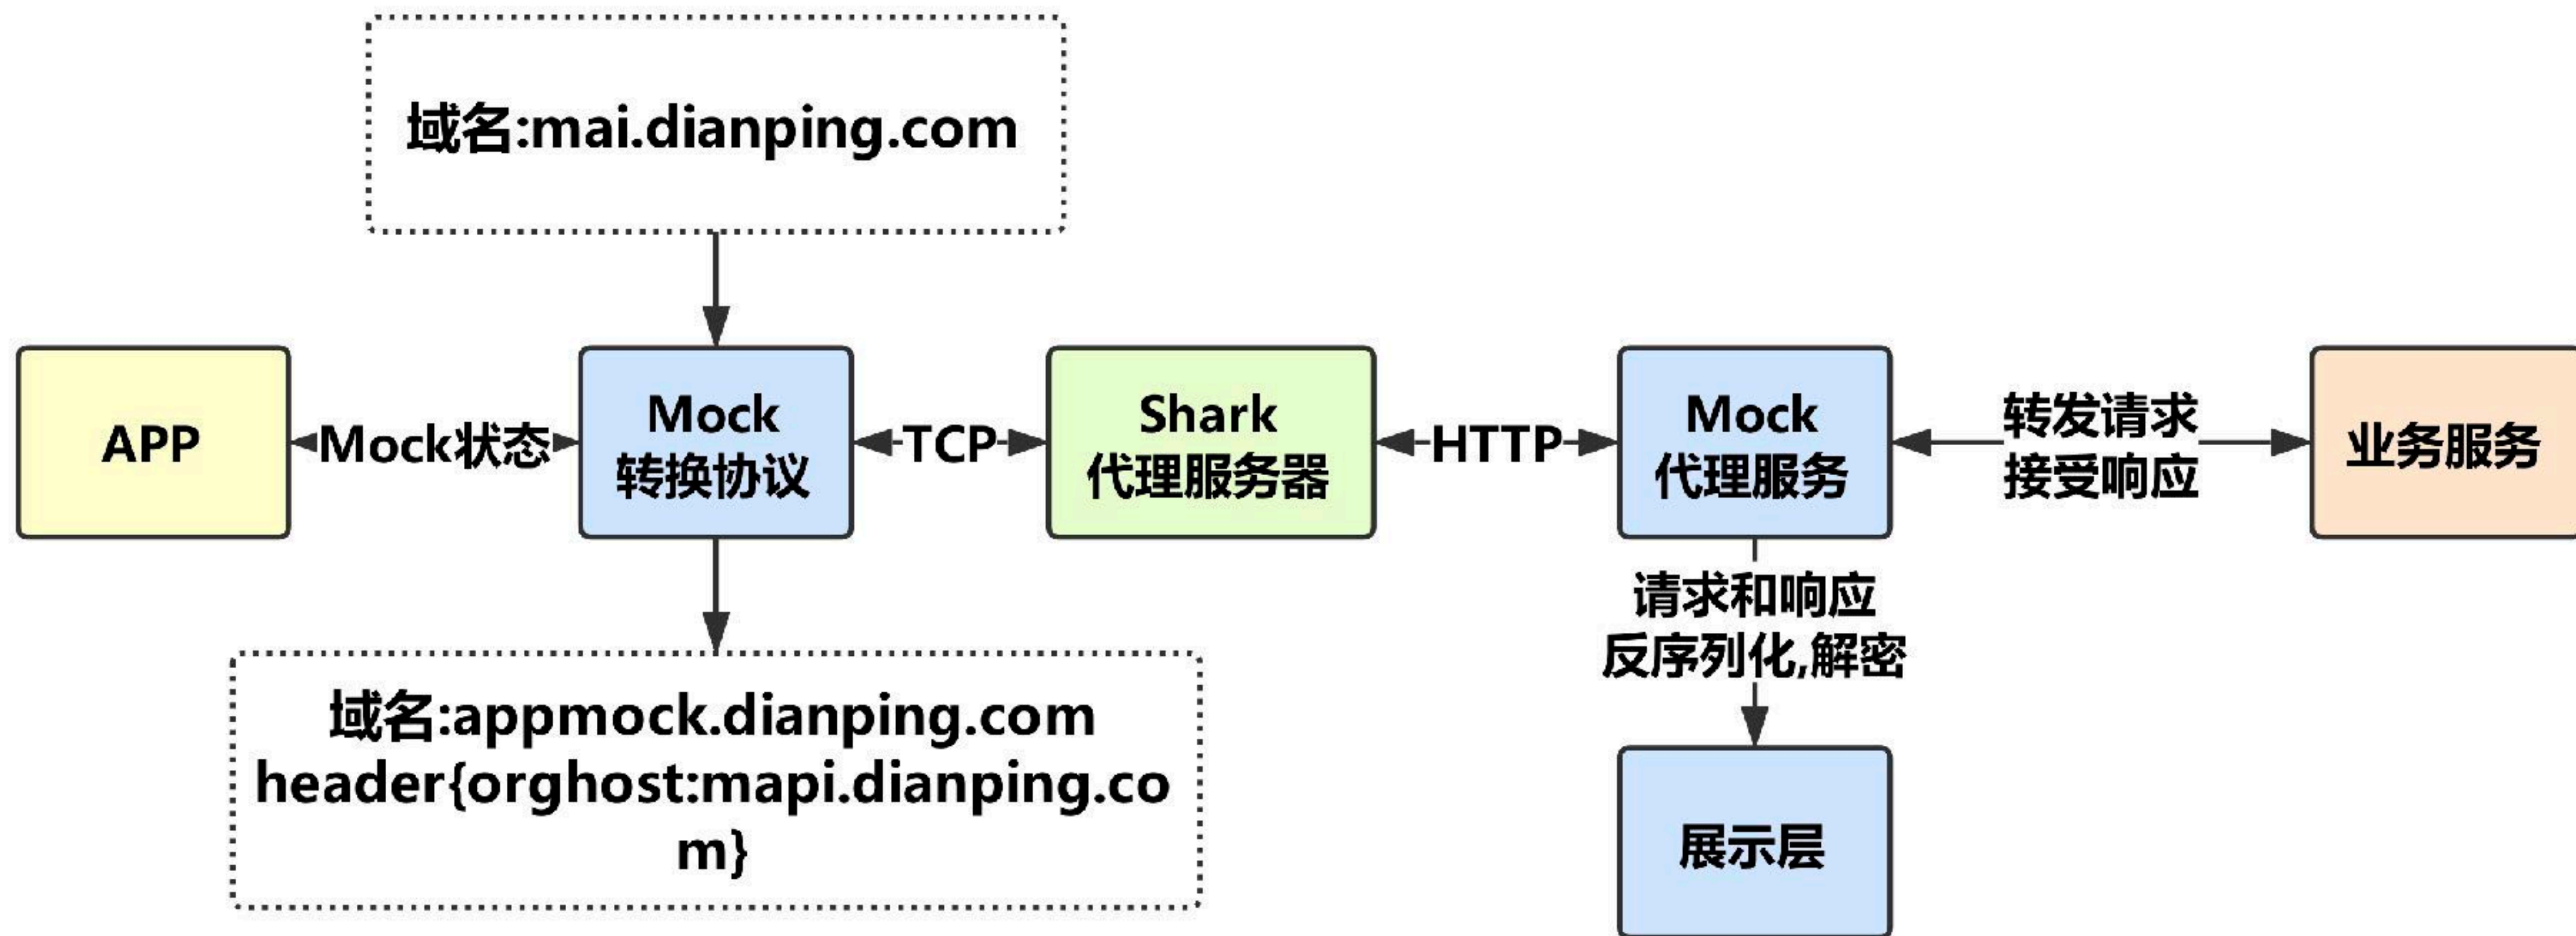 域名:mai.dianping.com
APP
Mock状态
Mock
转换协议
TCP
Shark
代理服务器
HTTP
Mock
代理服务
转发请求
接受响应
业务服务
请求和响应
反序列化,解密
域名:appmock.dianping.com
header{orghost:mapi.dianping.co
m}
展示层